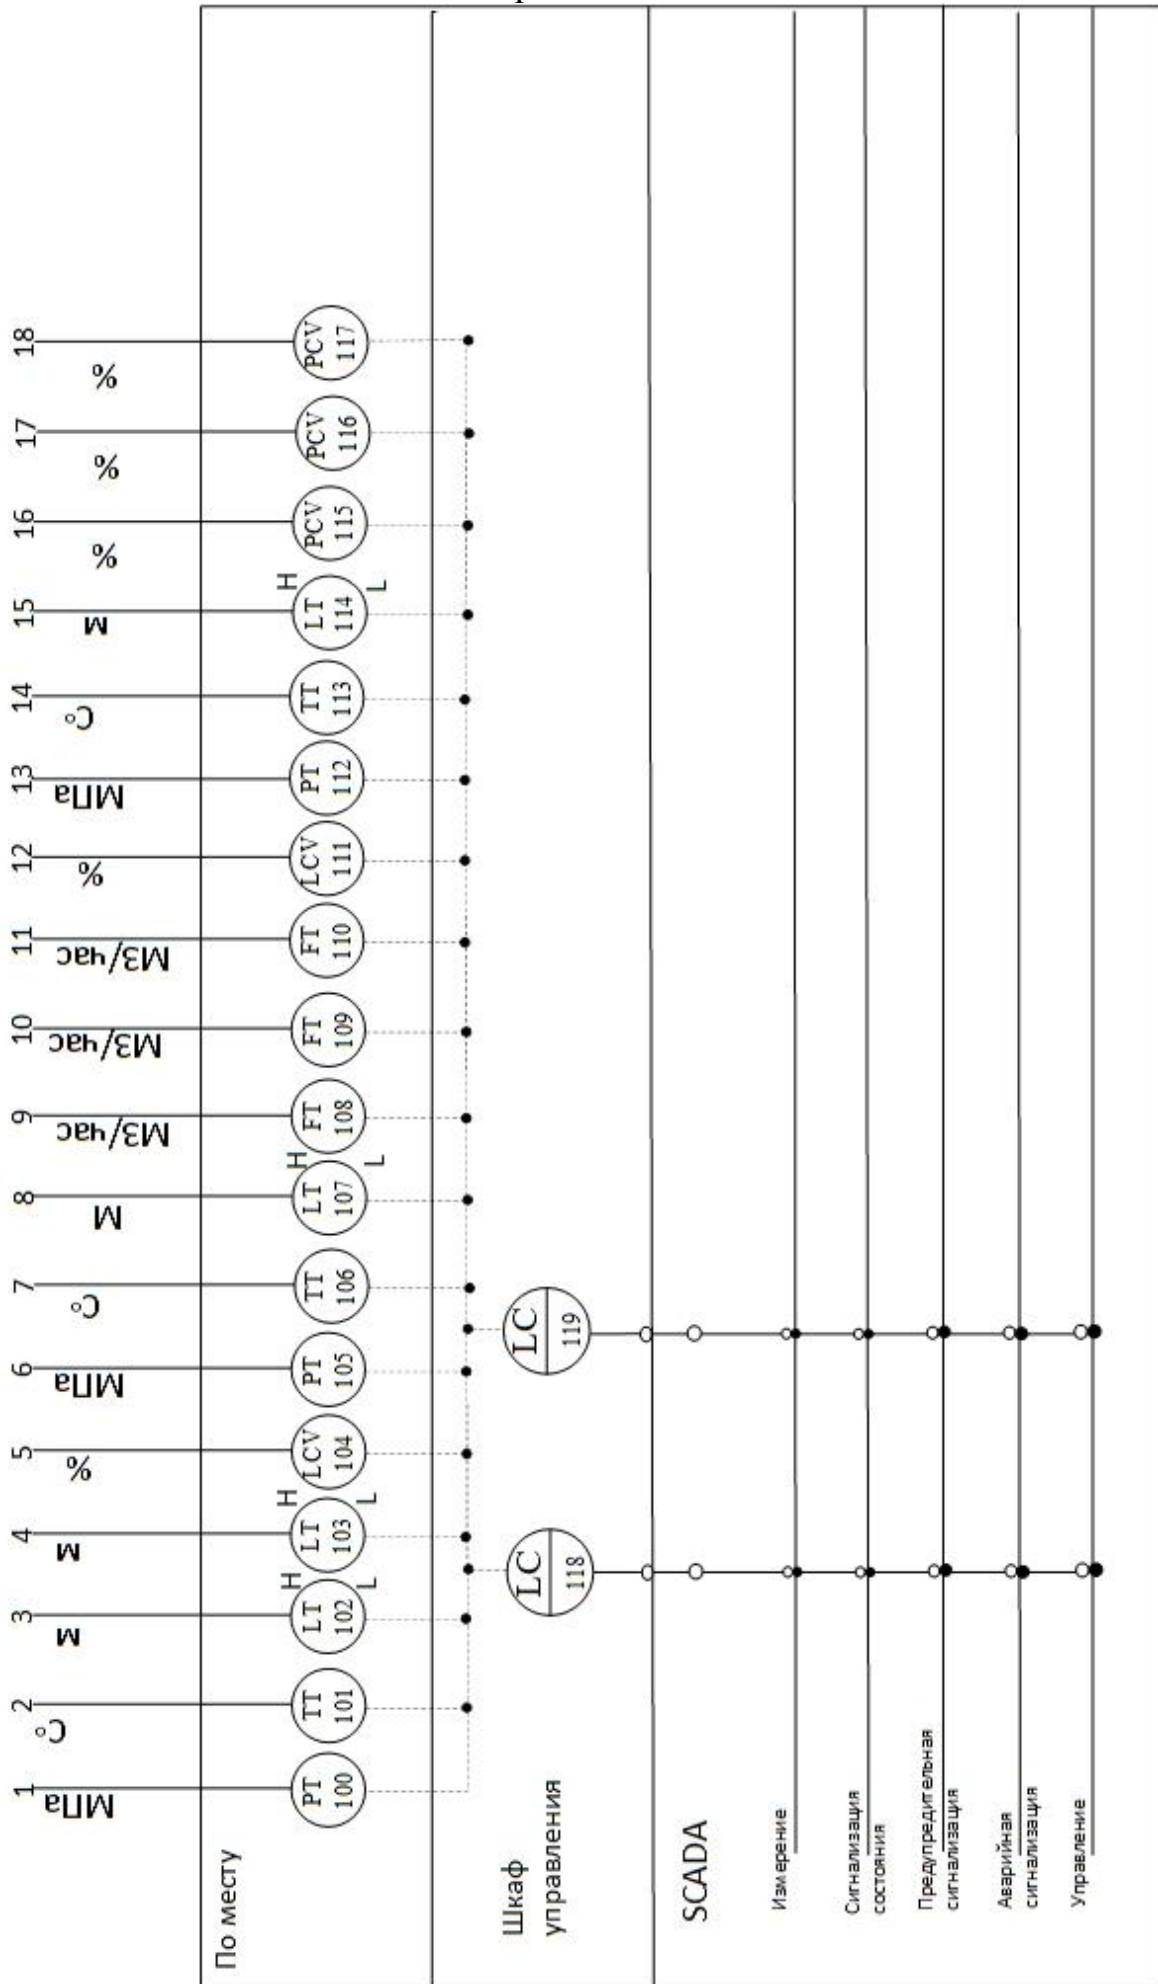 1 2 3 4 5 6 7 8 9 10 11 12 13 14 15 16 17 18
МПа С° м м % МПа С° М М3/час М3/час М3/час % МПа С° м % % %
По месту
H H H H
PT TT LT LT LCV PT TT LT FT FT FT LCV PT TT LT PCV PCV PCV
100 101 102 103 104 105 106 107 108 109 110 111 112 113 114 115 116 117
L L L L
Шкаф
управления
LC LC
118 119
SCADA
Измерение
Сигнализация
состояния
Предупредительная
сигнализация
Аварийная
сигнализация
Управление